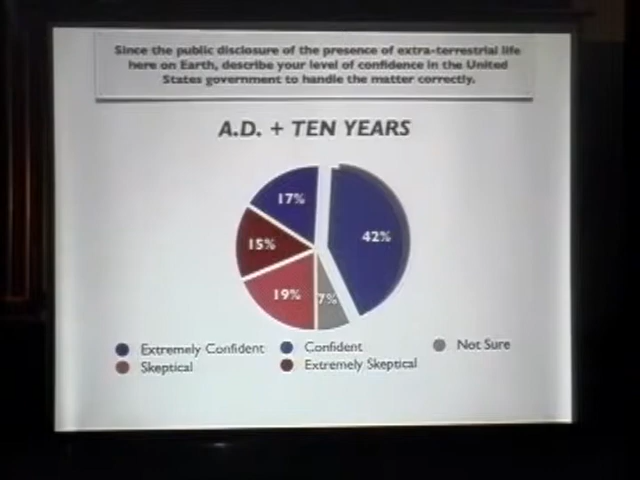 Since the public disclosure of the presence of extra-terrestrial life
here on Earth, describe your level of confidence in the United
States government to handle the matter correctly.
A.D. + TEN YEARS
17%
42%
15%
19%
7%
Extremely Confident Confident Not Sure
Skeptical Extremely Skeptical